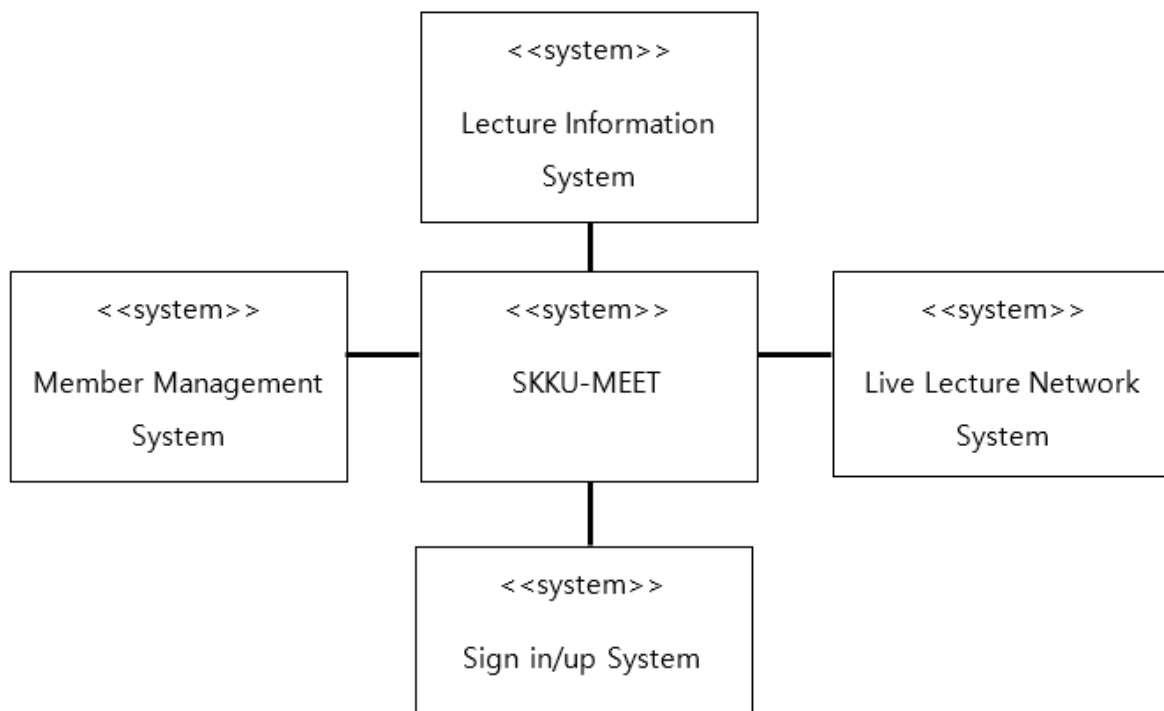 <<system>>
Lecture Information
System
<<system>>
Member Management
System
<<system>>
SKKU-MEET
<<system>>
Live Lecture Network
System
<<system>>
Sign in/up System